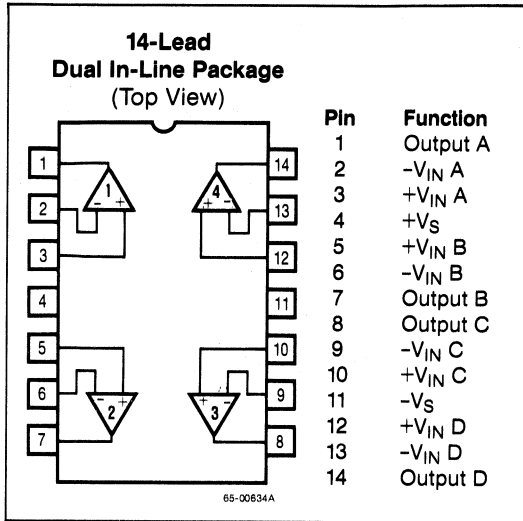 14-Lead
Dual In-Line Package
(Top View)
1
2
3
4
5
6
7
14
13
12
11
10
9
8
1
- +
4
+ -
2
- +
3
+ -
65-00634A
Pin Function
1 Output A
2 –V_IN A
3 +V_IN A
4 +V_S
5 +V_IN B
6 –V_IN B
7 Output B
8 Output C
9 –V_IN C
10 +V_IN C
11 –V_S
12 +V_IN D
13 –V_IN D
14 Output D